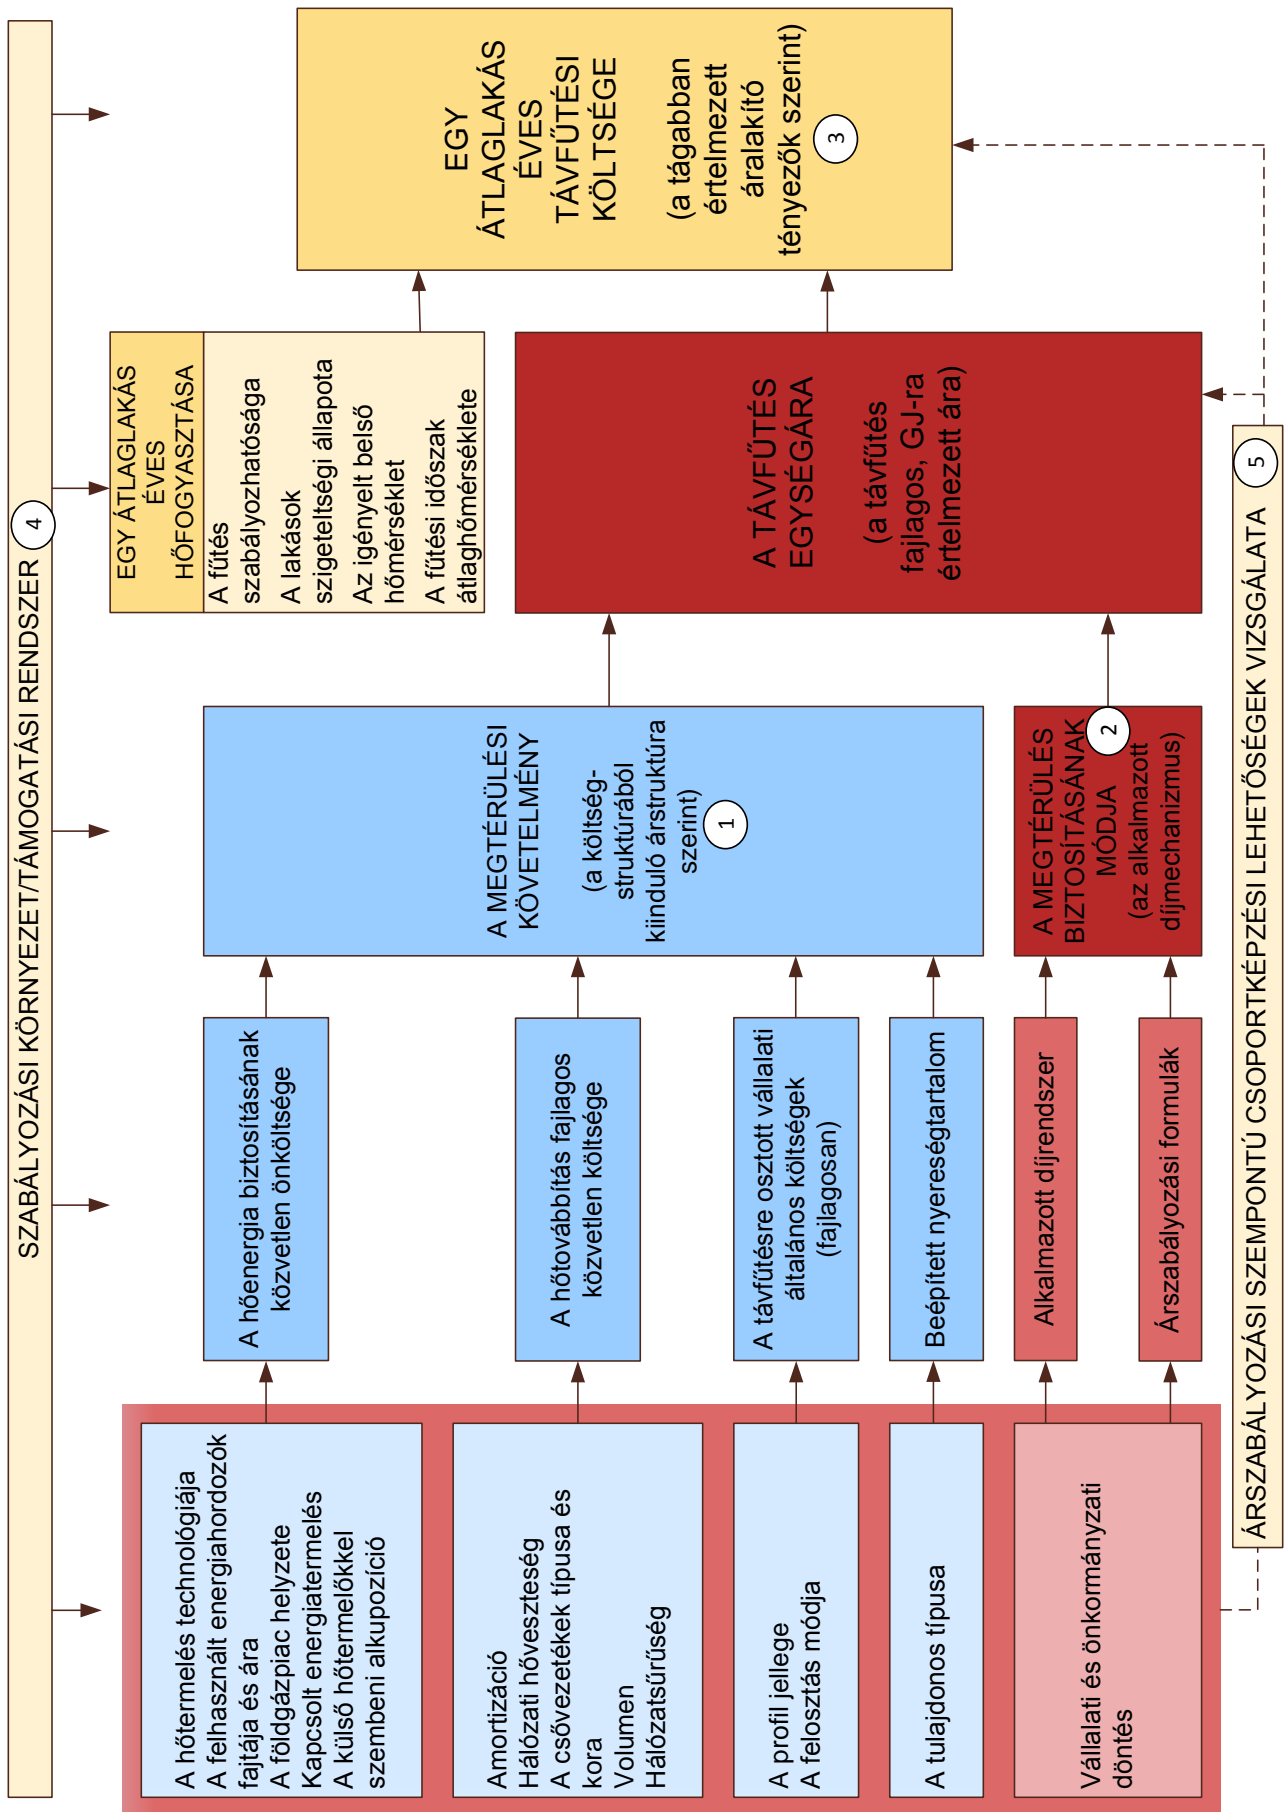 SZABÁLYOZÁSI KÖRNYEZET/TÁMOGATÁSI RENDSZER
4
A hőtermelés technológiája
A felhasznált energiahordozók
fajtája és ára
A földgázpiac helyzete
Kapcsolt energiatermelés
A külső hőtermelőkkel
szembeni alkupozíció
Amortizáció
Hálózati hőveszteség
A csővezetékek típusa és
kora
Volumen
Hálózatsűrűség
A profil jellege
A felosztás módja
A tulajdonos típusa
Vállalati és önkormányzati
döntés
A hőenergia biztosításának
közvetlen önköltsége
A hőtovábbítás fajlagos
közvetlen költsége
A távfűtésre osztott vállalati
általános költségek
(fajlagosan)
Beépített nyereségtartalom
Alkalmazott díjrendszer
Árszabályozási formulák
A MEGTÉRÜLÉSI
KÖVETELMÉNY
(a költség-
struktúrából
kiinduló árstruktúra
szerint)
1
A MEGTÉRÜLÉS
BIZTOSÍTÁSÁNAK
MÓDJA
2
(az alkalmazott
díjmechanizmus)
EGY ÁTLAGLAKÁS
ÉVES
HŐFOGYASZTÁSA
A fűtés
szabályozhatósága
A lakások
szigeteltségi állapota
Az igényelt belső
hőmérséklet
A fűtési időszak
átlaghőmérséklete
A TÁVFŰTÉS
EGYSÉGÁRA
(a távfűtés
fajlagos, GJ-ra
értelmezett ára)
EGY
ÁTLAGLAKÁS
ÉVES
TÁVFŰTÉSI
KÖLTSÉGE
(a tágabban
értelmezett
áralakító
tényezők szerint)
3
ÁRSZABÁLYOZÁSI SZEMPONTÚ CSOPORTKÉPZÉSI LEHETŐSÉGEK VIZSGÁLATA
5